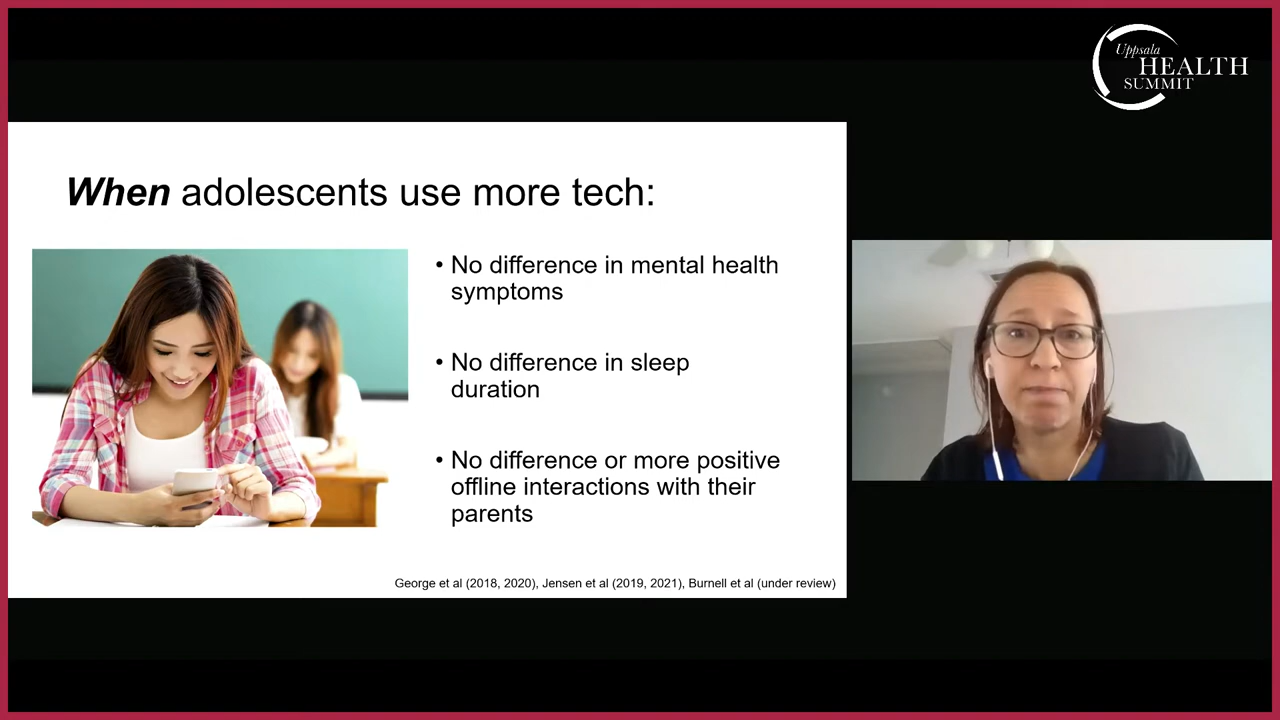 Uppsala
HEALTH
SUMMIT
When adolescents use more tech:
• No difference in mental health
symptoms
• No difference in sleep
duration
• No difference or more positive
offline interactions with their
parents
George et al (2018, 2020), Jensen et al (2019, 2021), Burnell et al (under review)